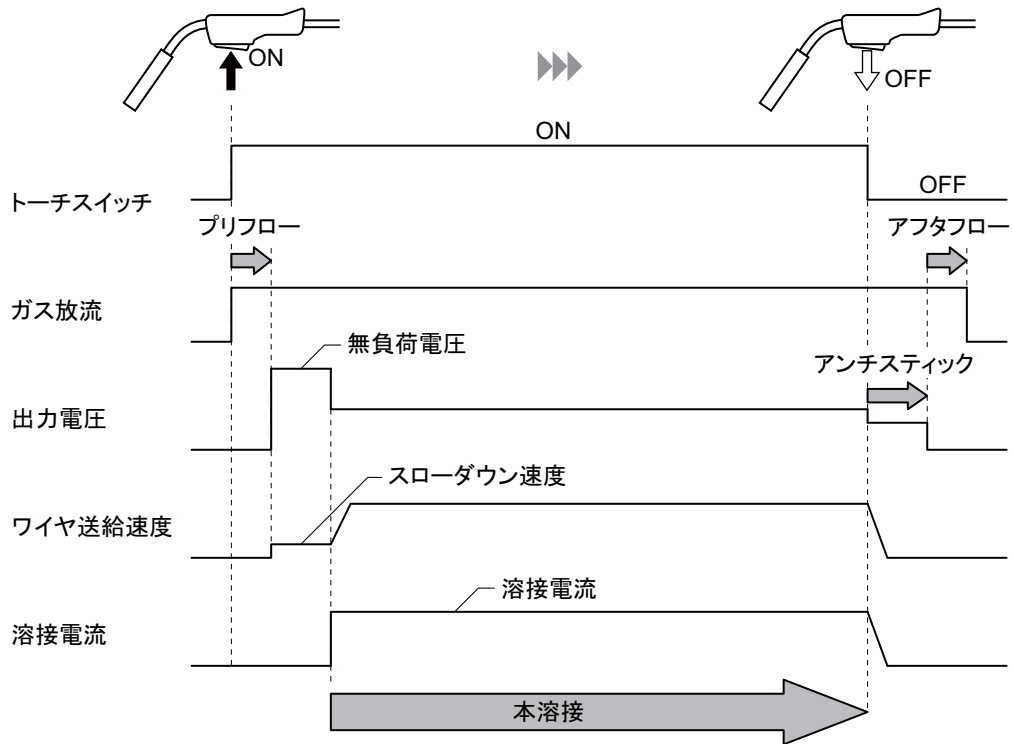 ON
OFF
ON
トーチスイッチ
OFF
プリフロー
アフタフロー
ガス放流
無負荷電圧
アンチスティック
出力電圧
スローダウン速度
ワイヤ送給速度
溶接電流
溶接電流
本溶接